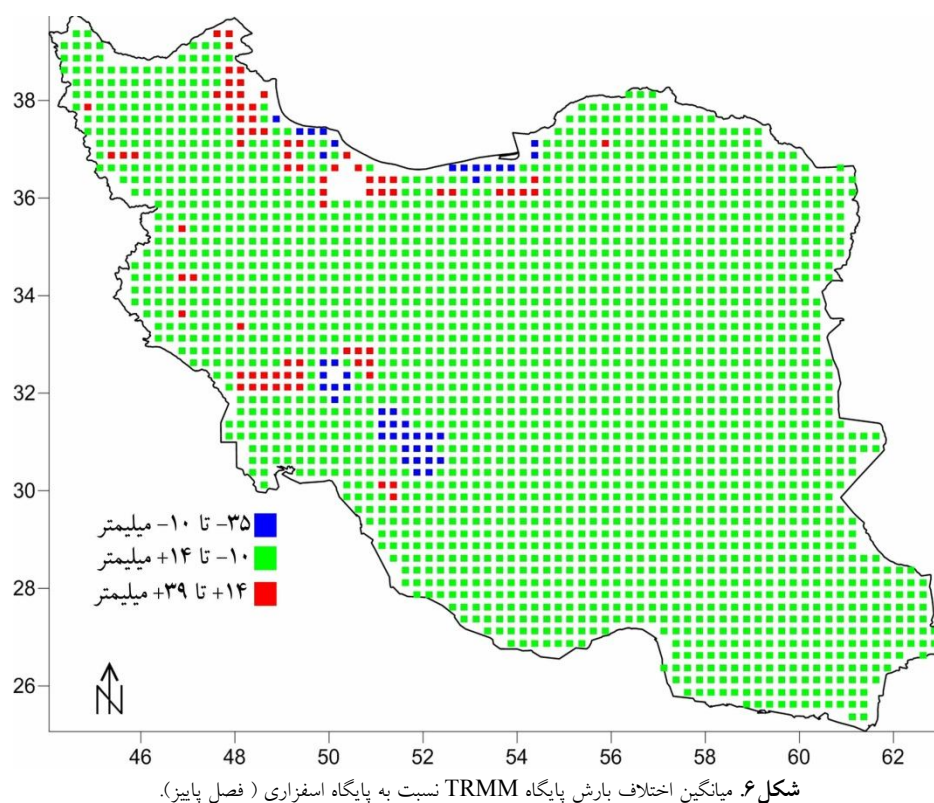 38
36
34
32
30
28
26
۳۵- تا ۱۰- میلیمتر
۱۰- تا ۱۴+ میلیمتر
۱۴+ تا ۳۹+ میلیمتر
N
46 48 50 52 54 56 58 60 62
شکل۶. میانگین اختلاف بارش پایگاه TRMM نسبت به پایگاه اسفزاری ( فصل پاییز).